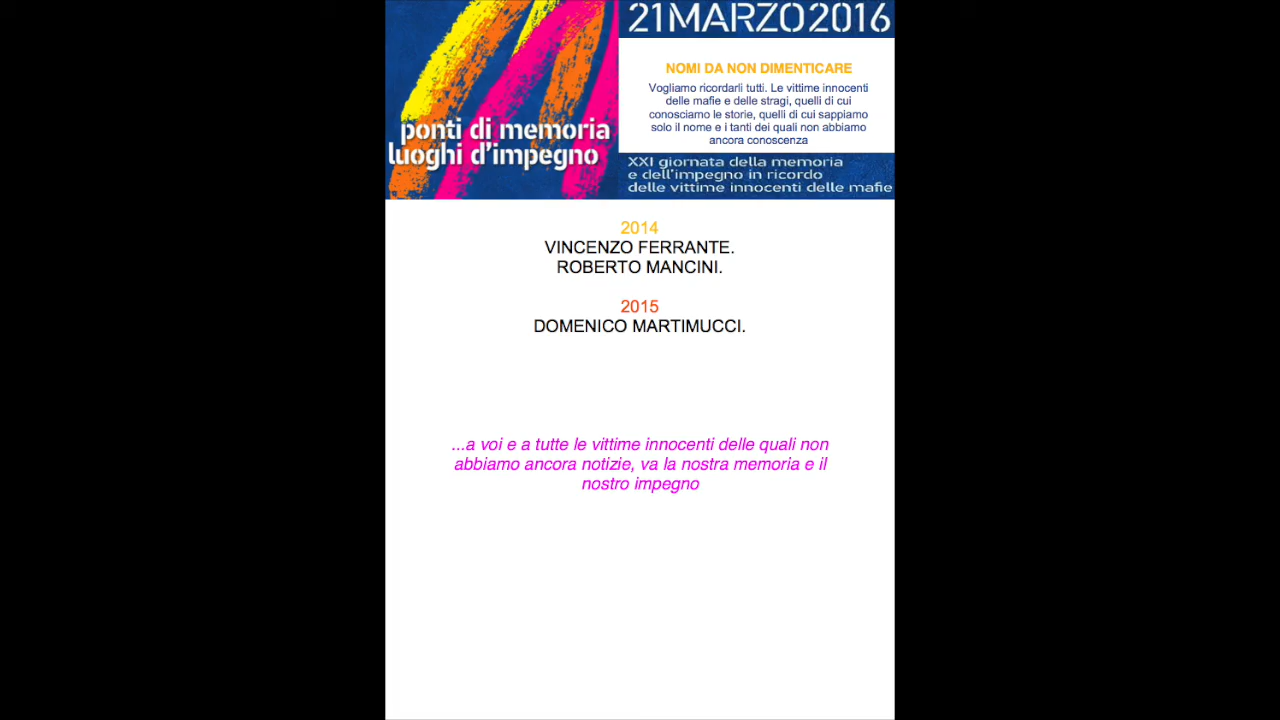 21MARZO2016
NOMI DA NON DIMENTICARE
Vogliamo ricordarli tutti. Le vittime innocenti
delle mafie e delle stragi, quelli di cui
conosciamo le storie, quelli di cui sappiamo
solo il nome e i tanti dei quali non abbiamo
ancora conoscenza
ponti di memoria
luoghi d'impegno
XXI giornata della memoria
e dell'impegno in ricordo
delle vittime innocenti delle mafie
2014
VINCENZO FERRANTE.
ROBERTO MANCINI.
2015
DOMENICO MARTIMUCCI.
...a voi e a tutte le vittime innocenti delle quali non
abbiamo ancora notizie, va la nostra memoria e il
nostro impegno